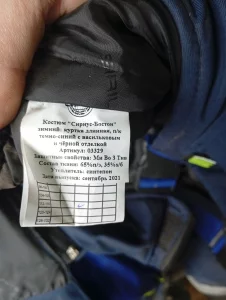 Костюм "Сириус-Бостон"
зимний: куртка длинная, п/к
темно-синий с васильковым
и чёрной отделкой
Артикул: 03329
Защитные свойства: Ми Во З Тнв
Состав ткани: 65%п/э, 35%х/б
Утеплитель: синтепон
Дата выпуска: сентябрь 2021